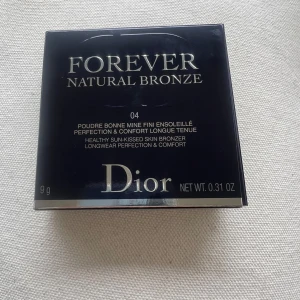 FOREVER
NATURAL BRONZE
04
POUDRE BONNE MINE FINI ENSOLEILLÉ
PERFECTION & CONFORT LONGUE TENUE
HEALTHY SUN-KISSED SKIN BRONZER
LONGWEAR PERFECTION & COMFORT
9 g
Dior
NET WT. 0.31 OZ